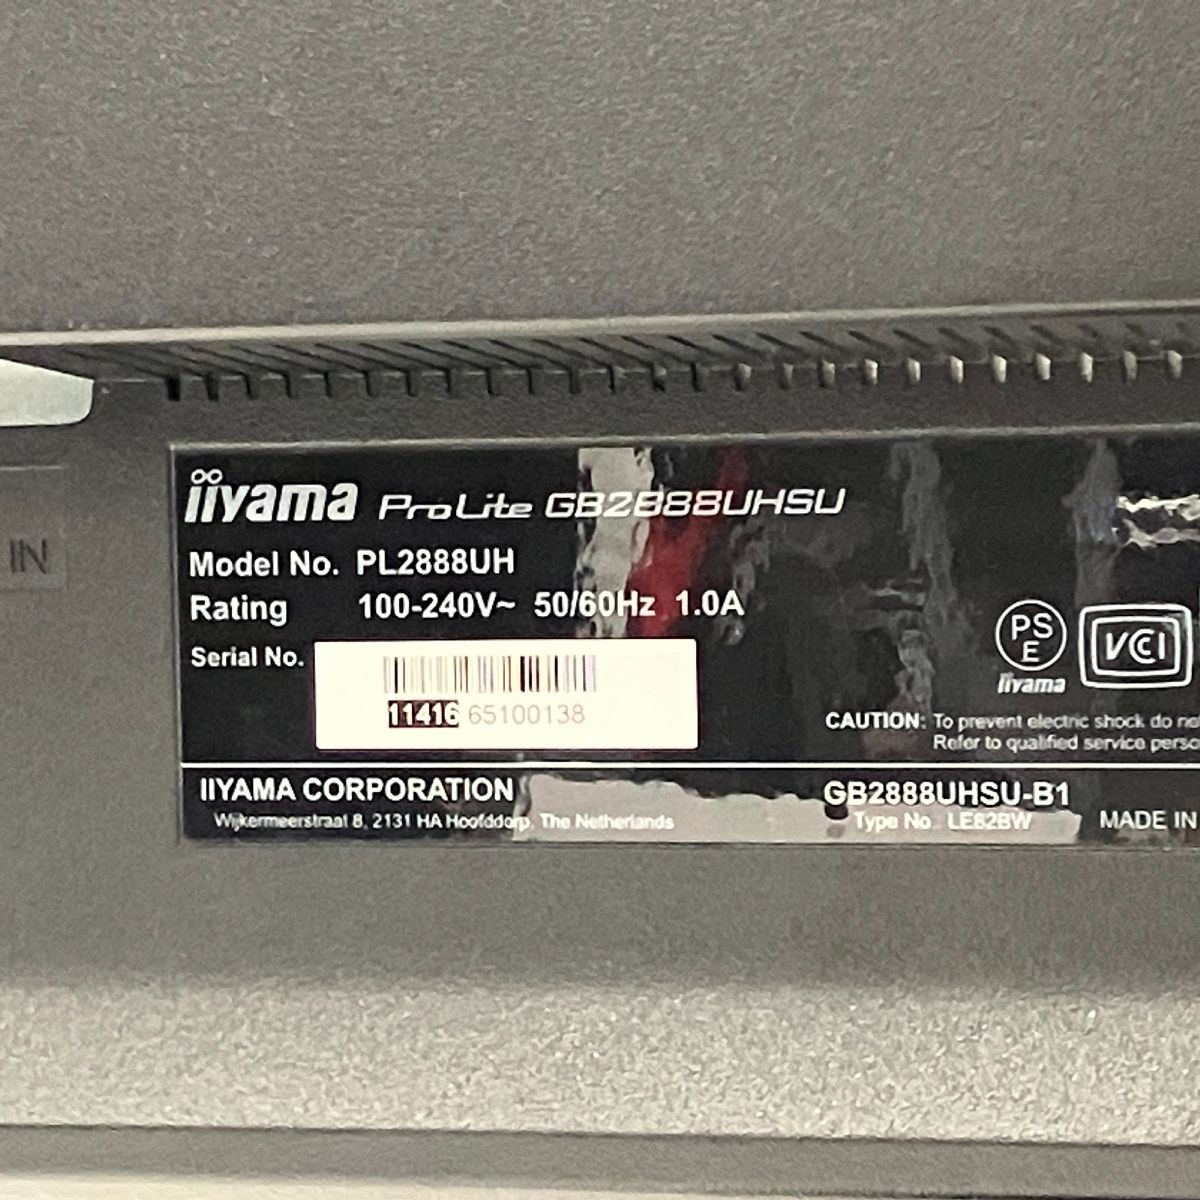 IN
iiyama ProLite GB2888UHSU
Model No. PL2888UH
Rating 100-240V~ 50/60Hz 1.0A
Serial No.
11416 65100138
PS
E
iiyama
VCI
CAUTION: To prevent electric shock do not
Refer to qualified service perso
IIYAMA CORPORATION
Wijkermeerstraat 8, 2131 HA Hoofddorp, The Netherlands
GB2888UHSU-B1
Type No. LE82BW
MADE IN